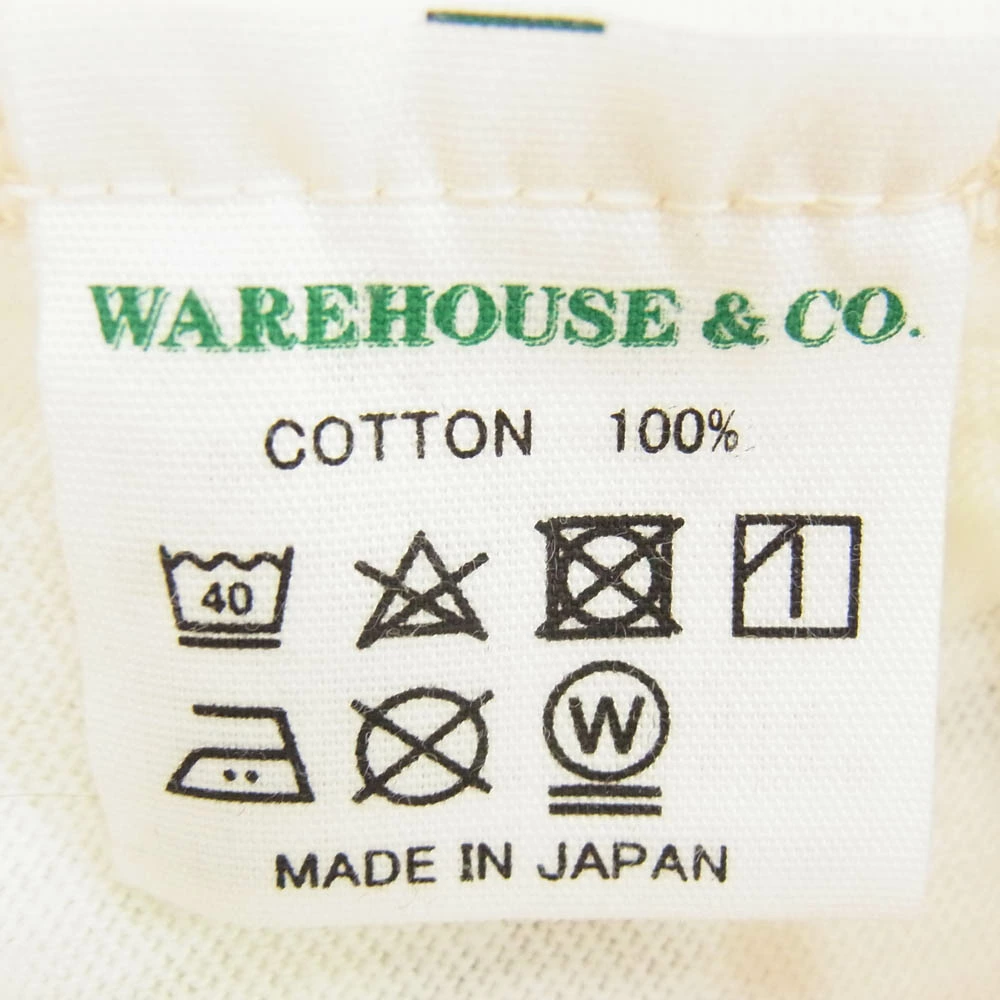 WAREHOUSE & CO.
COTTON 100%
40
W
MADE IN JAPAN